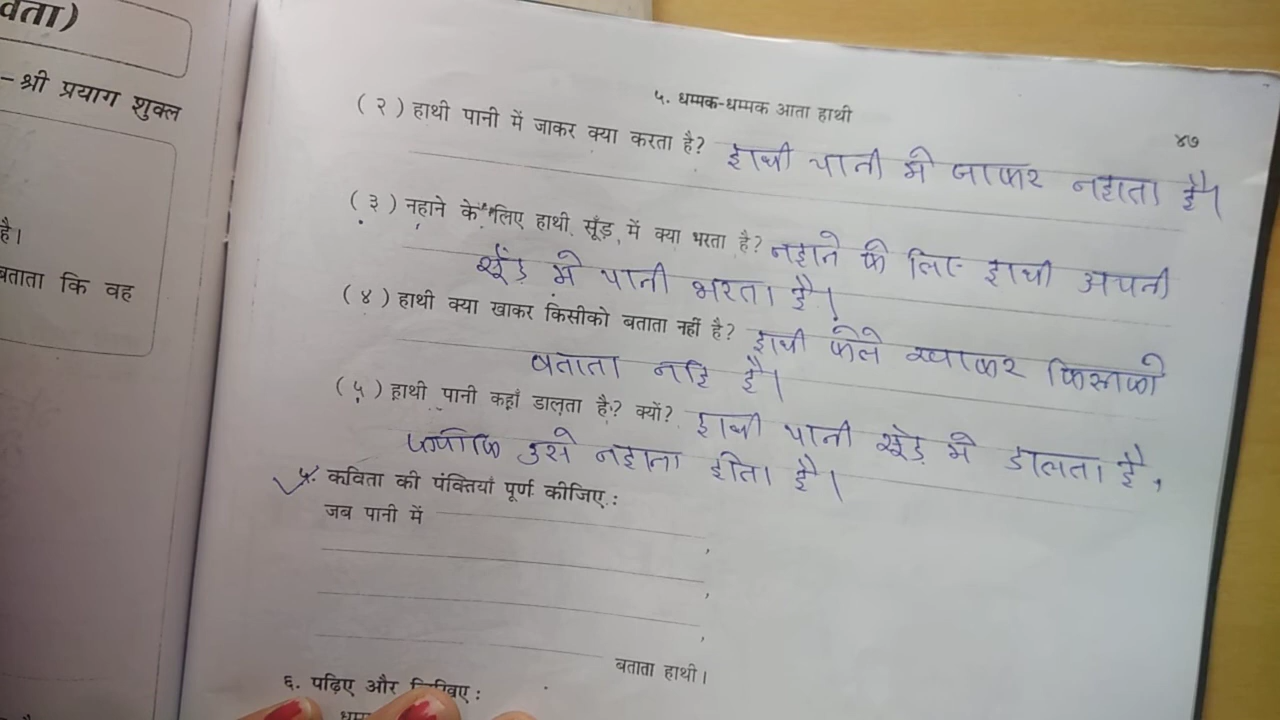 वता)
- श्री प्रयाग शुक्ल
है।
बताता कि वह
५. धम्मक-धम्मक आता हाथी
४७
( २ ) हाथी पानी में जाकर क्या करता है? हाथी पानी मे जाकर नहाता है।
( ३ ) नहाने के लिए हाथी सूँड़ में क्या भरता है? नहाने के लिए हाथी अपनी
सूँड मे पानी भरता है।
( ४ ) हाथी क्या खाकर किसीको बताता नहीं है? हाथी केले खाकर किसीको
बताता नहि है।
( ५ ) हाथी पानी कहाँ डालता है? क्यों? हाथी पानी सूँड़ मे डालता है,
उसे नहाना होता है।
५. कविता की पंक्तियाँ पूर्ण कीजिए :
जब पानी में
,
,
,
बताता हाथी।
६. पढ़िए और लिखिए :